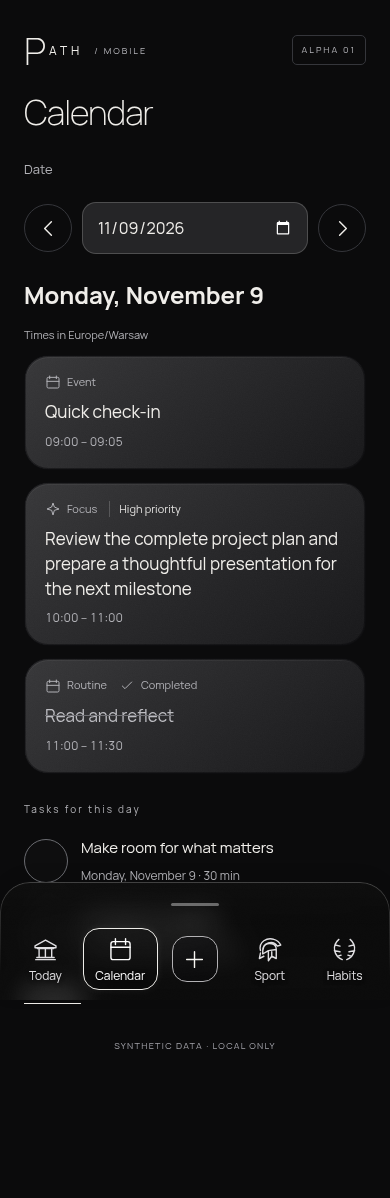 PATH / MOBILE
ALPHA 01
Calendar
Date
11/09/2026
Monday, November 9
Times in Europe/Warsaw
Event
Quick check-in
09:00 – 09:05
Focus | High priority
Review the complete project plan and
prepare a thoughtful presentation for
the next milestone
10:00 – 11:00
Routine Completed
Read and reflect
11:00 – 11:30
Tasks for this day
Make room for what matters
Monday, November 9 · 30 min
Today Calendar Sport Habits
SYNTHETIC DATA · LOCAL ONLY